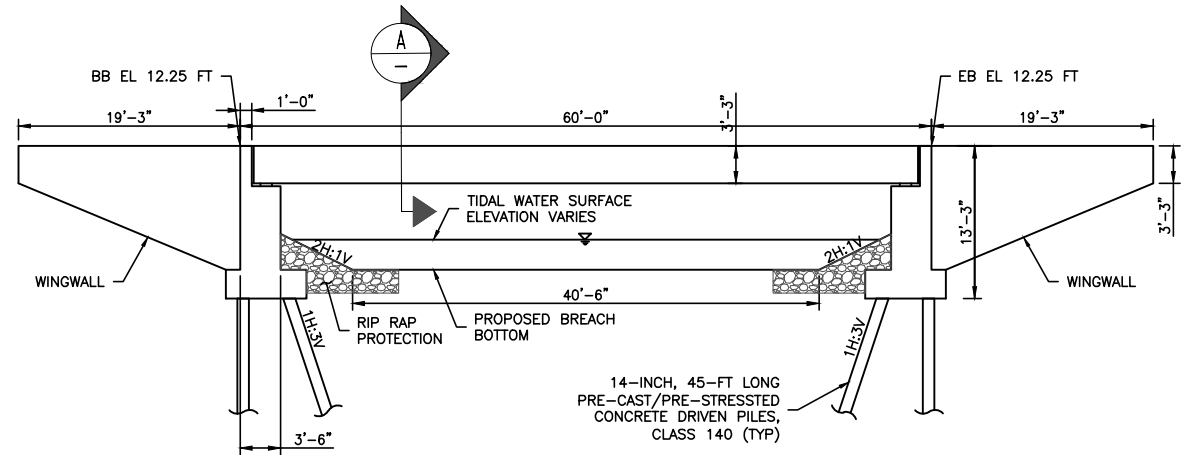 A
–
BB EL 12.25 FT
EB EL 12.25 FT
1'-0"
19'-3"
60'-0"
3'-3"
19'-3"
TIDAL WATER SURFACE
ELEVATION VARIES
2H:1V
2H:1V
13'-3"
3'-3"
WINGWALL
WINGWALL
40'-6"
RIP RAP
PROTECTION
PROPOSED BREACH
BOTTOM
1H:3V
1H:3V
14-INCH, 45-FT LONG
PRE-CAST/PRE-STRESSTED
CONCRETE DRIVEN PILES,
CLASS 140 (TYP)
3'-6"